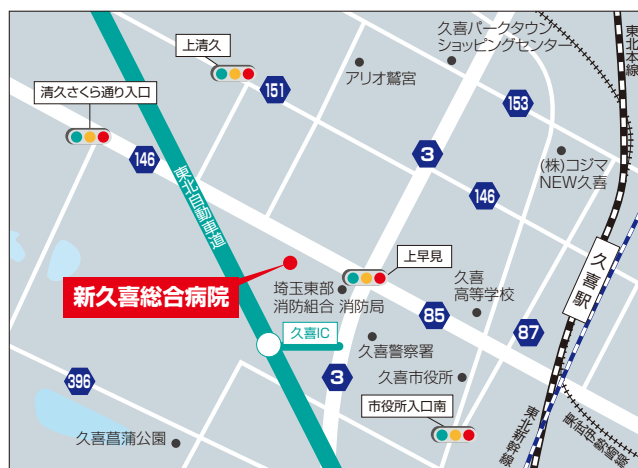 久喜パークタウン
ショッピングセンター
東北本線
上清久
アリオ鷲宮
清久さくら通り入口
151
153
3
146
(株)コジマ
NEW久喜
146
東北自動車道
上早見
久喜駅
新久喜総合病院
埼玉東部
消防組合 消防局
久喜
高等学校
85
久喜IC
87
久喜警察署
3
久喜市役所
396
市役所入口南
東北新幹線
東武伊勢崎線
久喜菖蒲公園